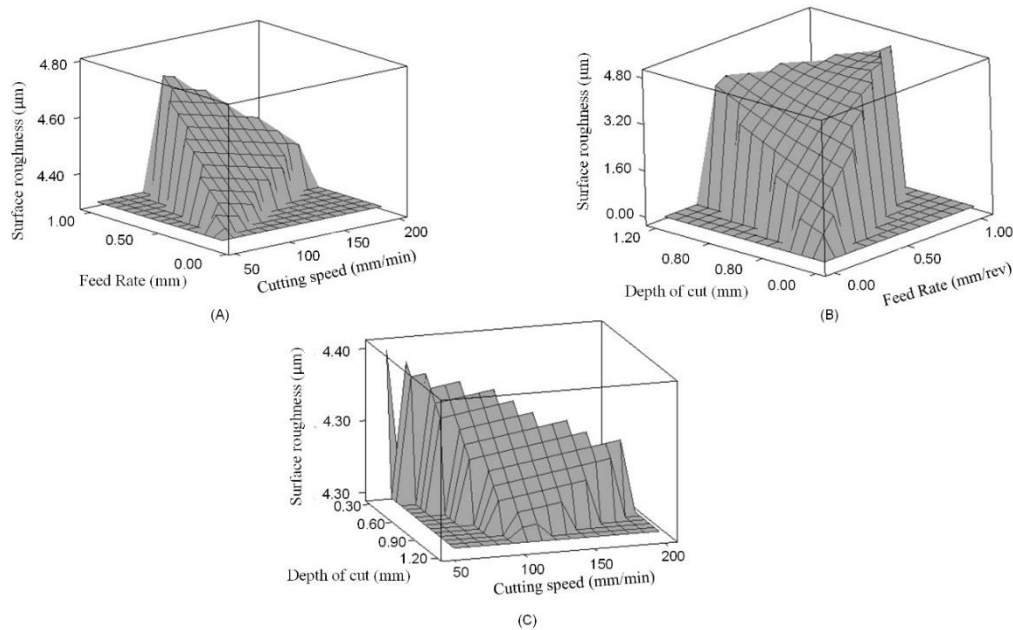 Surface roughness (µm)
4.80
4.60
4.40
1.00
0.50
0.00
Feed Rate (mm)
50
100
150
200
Cutting speed (mm/min)
(A)
Surface roughness (µm)
4.80
3.20
1.60
0.00
1.20
0.80
0.80
0.00
Depth of cut (mm)
0.00
0.50
1.00
Feed Rate (mm/rev)
(B)
Surface roughness (µm)
4.40
4.30
4.30
0.30
0.60
0.90
1.20
Depth of cut (mm)
50
100
150
200
Cutting speed (mm/min)
(C)